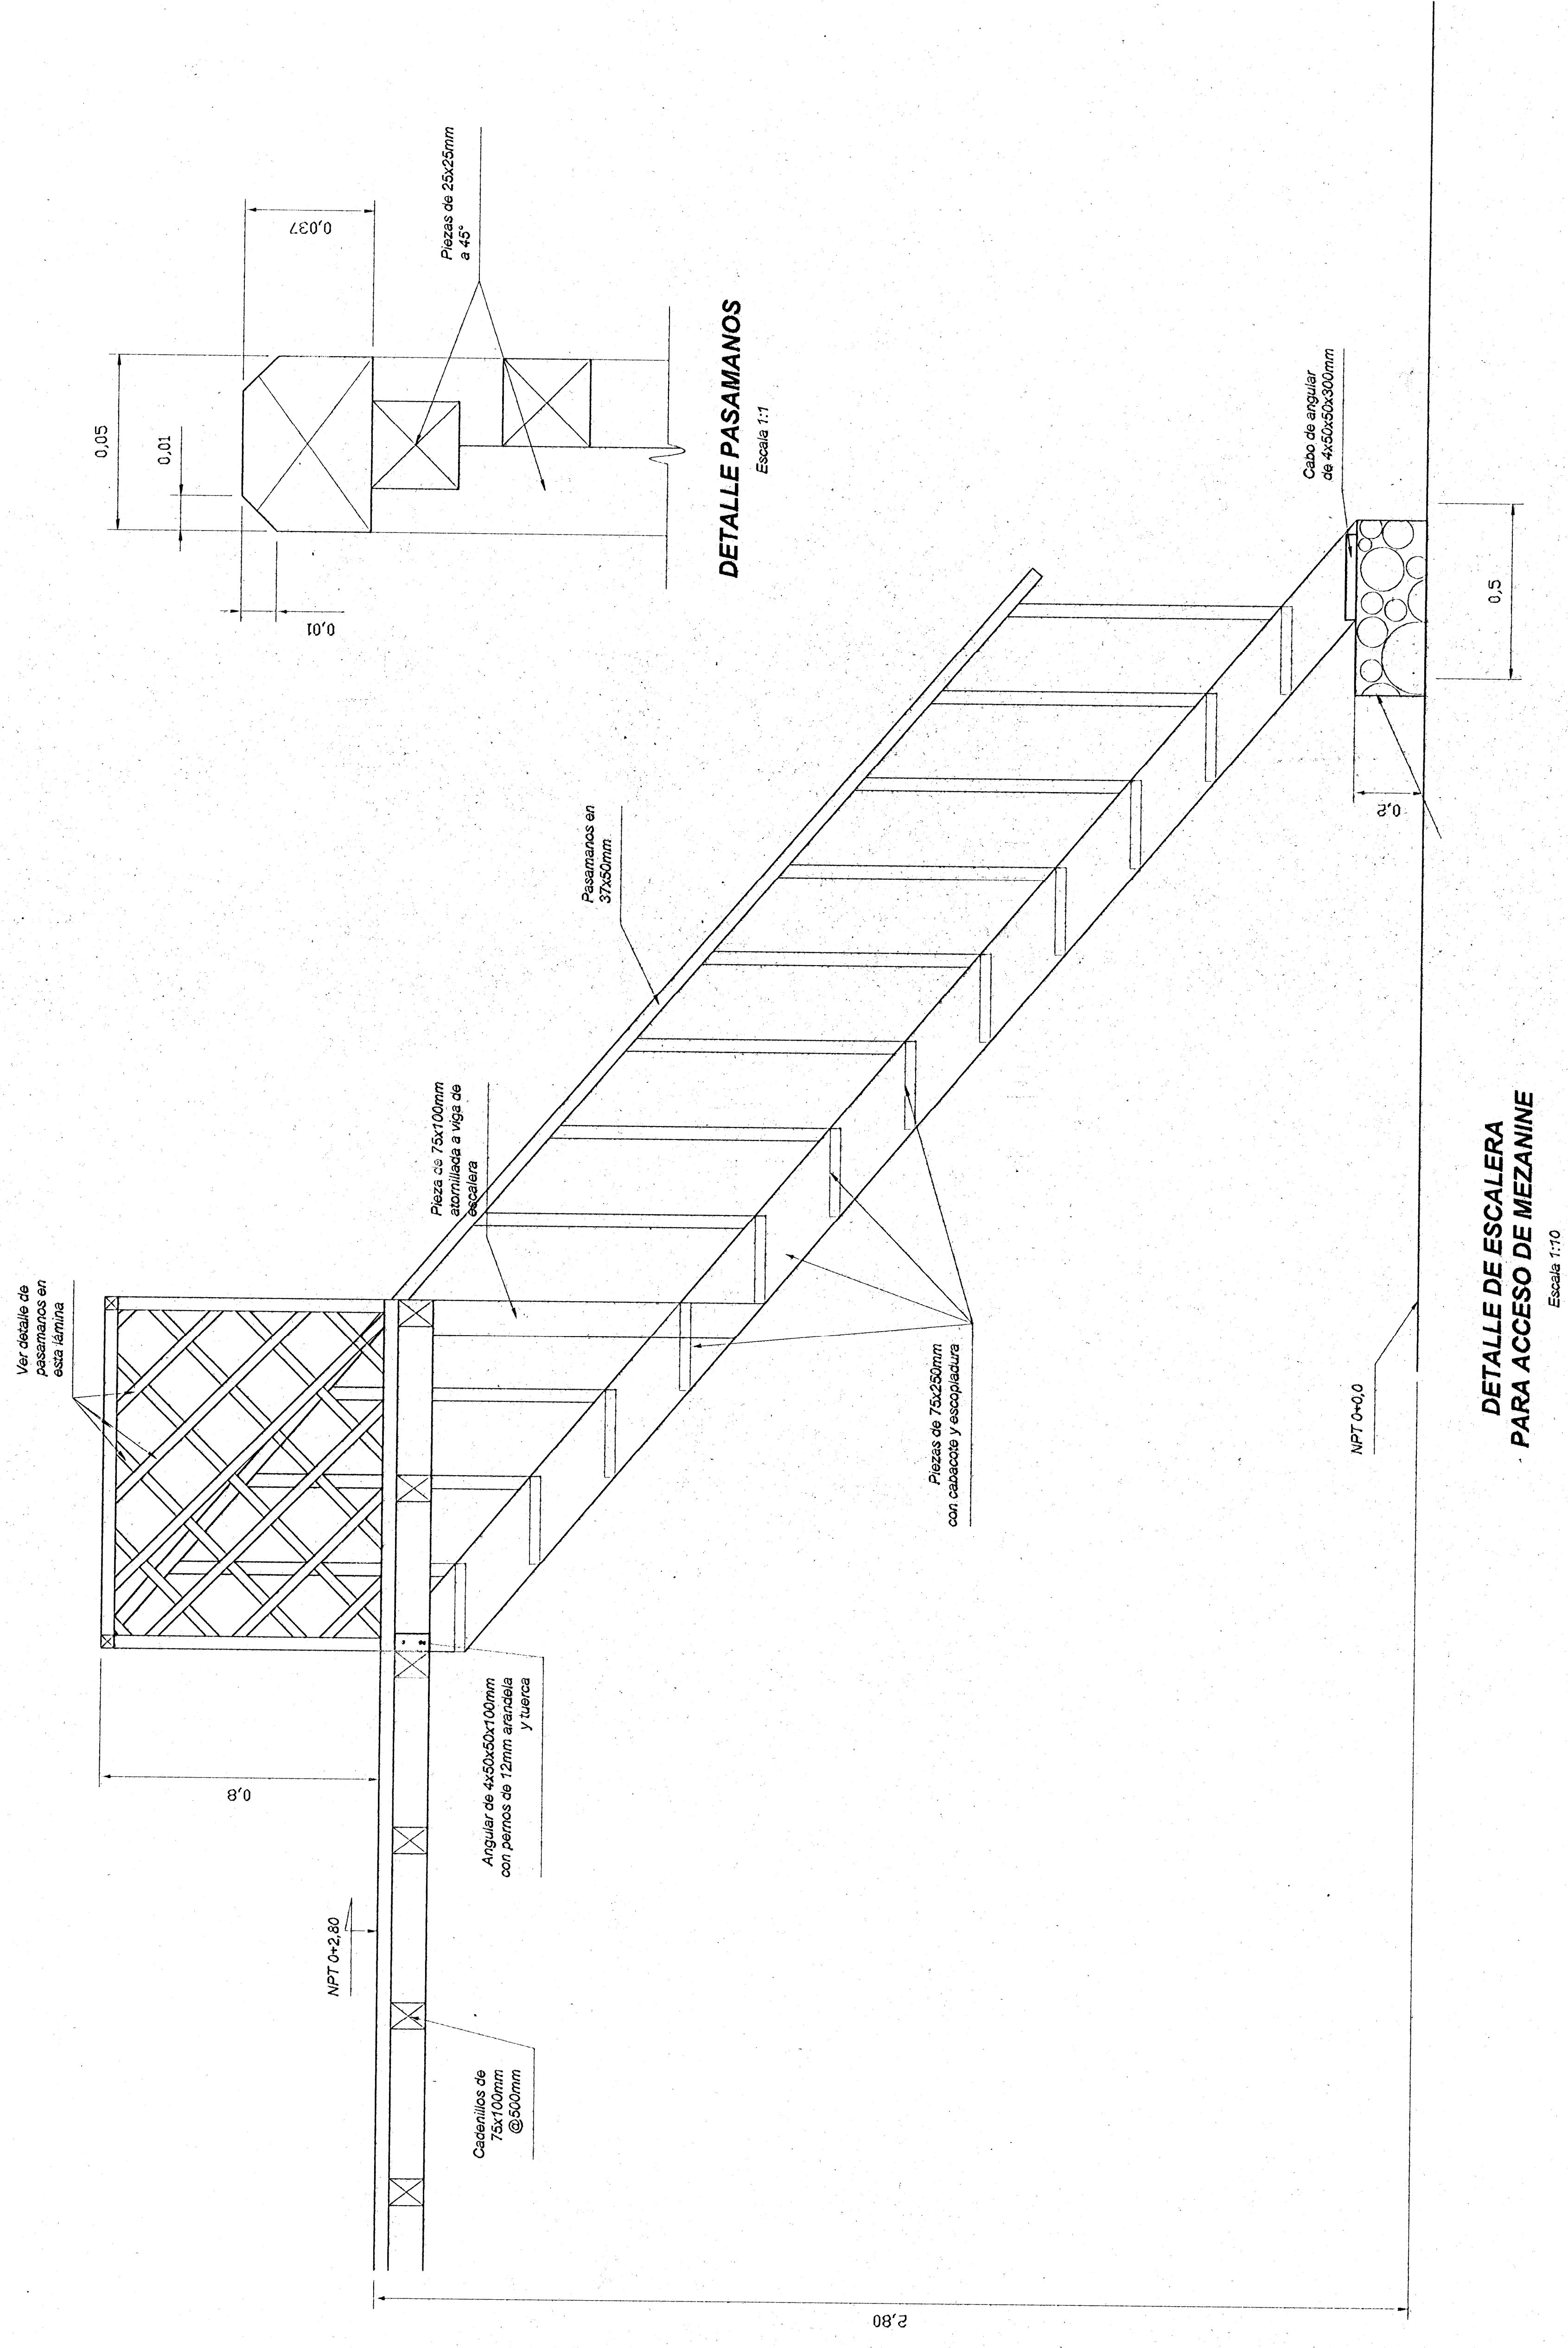 Ver detalle de
pasamanos en
esta lámina
0,05
0,01
0,01
0,037
Piezas de 25x25mm
a 45°
DETALLE PASAMANOS
Escala 1:1
Pasamanos en
37x50mm
Pieza de 75x100mm
atornillada a viga de
escalera
Cabo de angular
de 4x50x50x300mm
0,5
0,2
Piezas de 75x250mm
con cabacote y escopladura
Angular de 4x50x50x100mm
con pernos de 12mm arandela
y tuerca
0,8
NPT 0+2,80
Cadenillos de
75x100mm
@500mm
2,80
NPT 0+0,0
DETALLE DE ESCALERA
PARA ACCESO DE MEZANINE
Escala 1:10